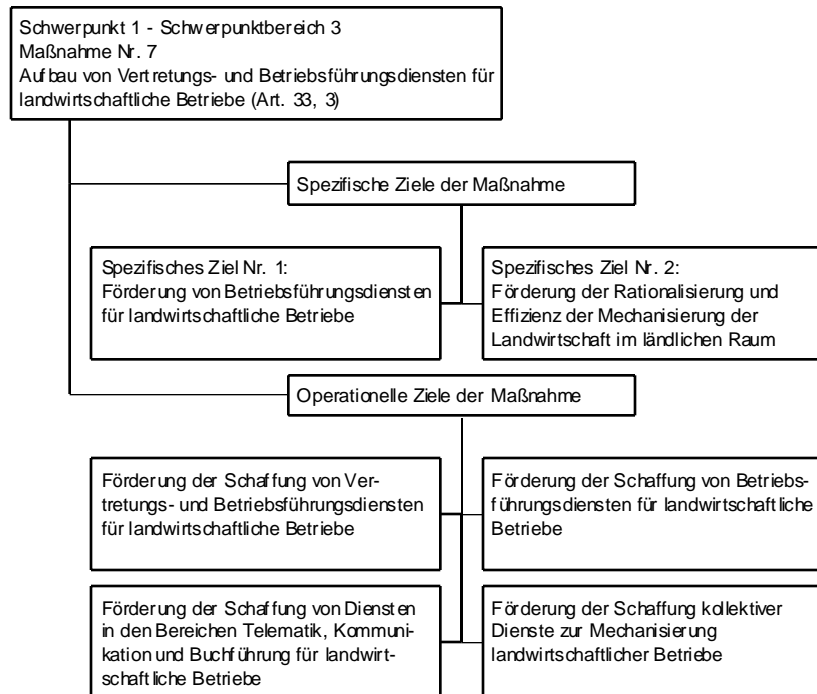 Schwerpunkt 1 - Schwerpunktbereich 3
Maßnahme Nr. 7
Aufbau von Vertretungs- und Betriebsführungsdiensten für
landwirtschaftliche Betriebe (Art. 33, 3)
Spezifische Ziele der Maßnahme
Spezifisches Ziel Nr. 1:
Förderung von Betriebsführungsdiensten
für landwirtschaftliche Betriebe
Spezifisches Ziel Nr. 2:
Förderung der Rationalisierung und
Effizienz der Mechanisierung der
Landwirtschaft im ländlichen Raum
Operationelle Ziele der Maßnahme
Förderung der Schaffung von Ver-
tretungs- und Betriebsführungsdiensten
für landwirtschaftliche Betriebe
Förderung der Schaffung von Betriebs-
führungsdiensten für landwirtschaftliche
Betriebe
Förderung der Schaffung von Diensten
in den Bereichen Telematik, Kommuni-
kation und Buchführung für landwirt-
schaftliche Betriebe
Förderung der Schaffung kollektiver
Dienste zur Mechanisierung
landwirtschaftlicher Betriebe